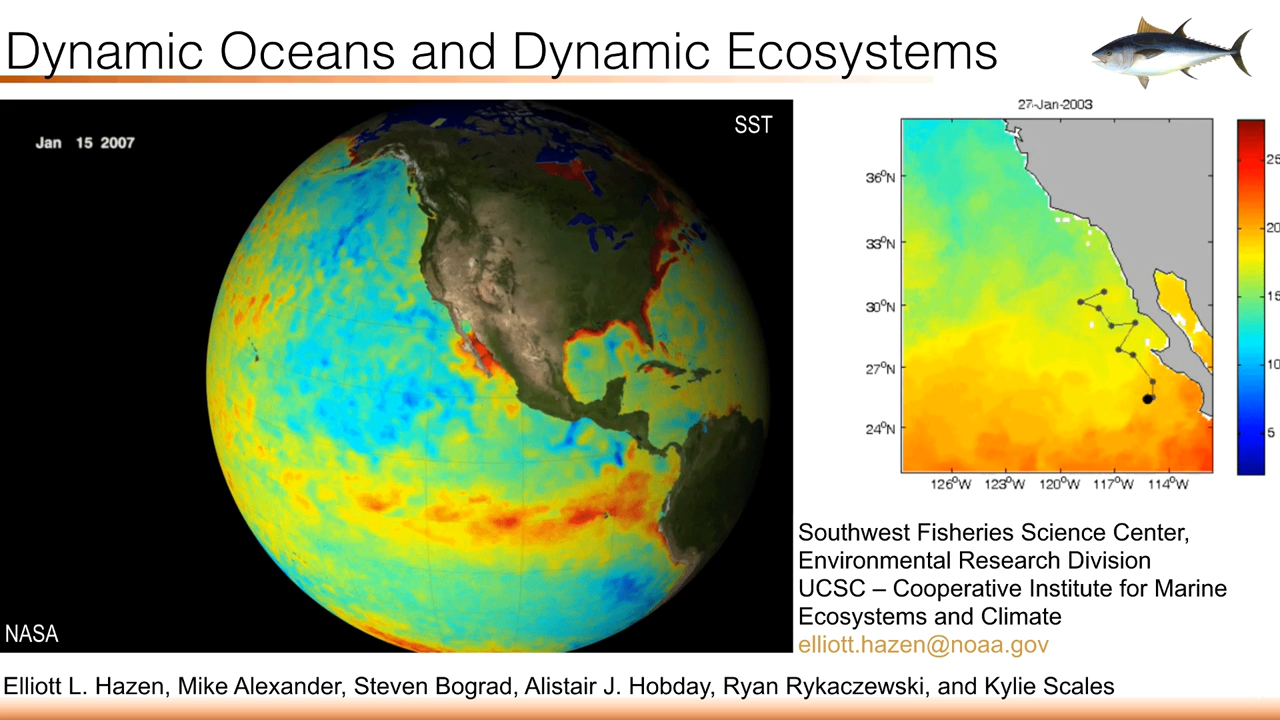 Dynamic Oceans and Dynamic Ecosystems
Jan 15 2007
SST
NASA
27-Jan-2003
36°N
33°N
30°N
27°N
24°N
126°W 123°W 120°W 117°W 114°W
25
20
15
10
5
Southwest Fisheries Science Center,
Environmental Research Division
UCSC – Cooperative Institute for Marine
Ecosystems and Climate
elliott.hazen@noaa.gov
Elliott L. Hazen, Mike Alexander, Steven Bograd, Alistair J. Hobday, Ryan Rykaczewski, and Kylie Scales